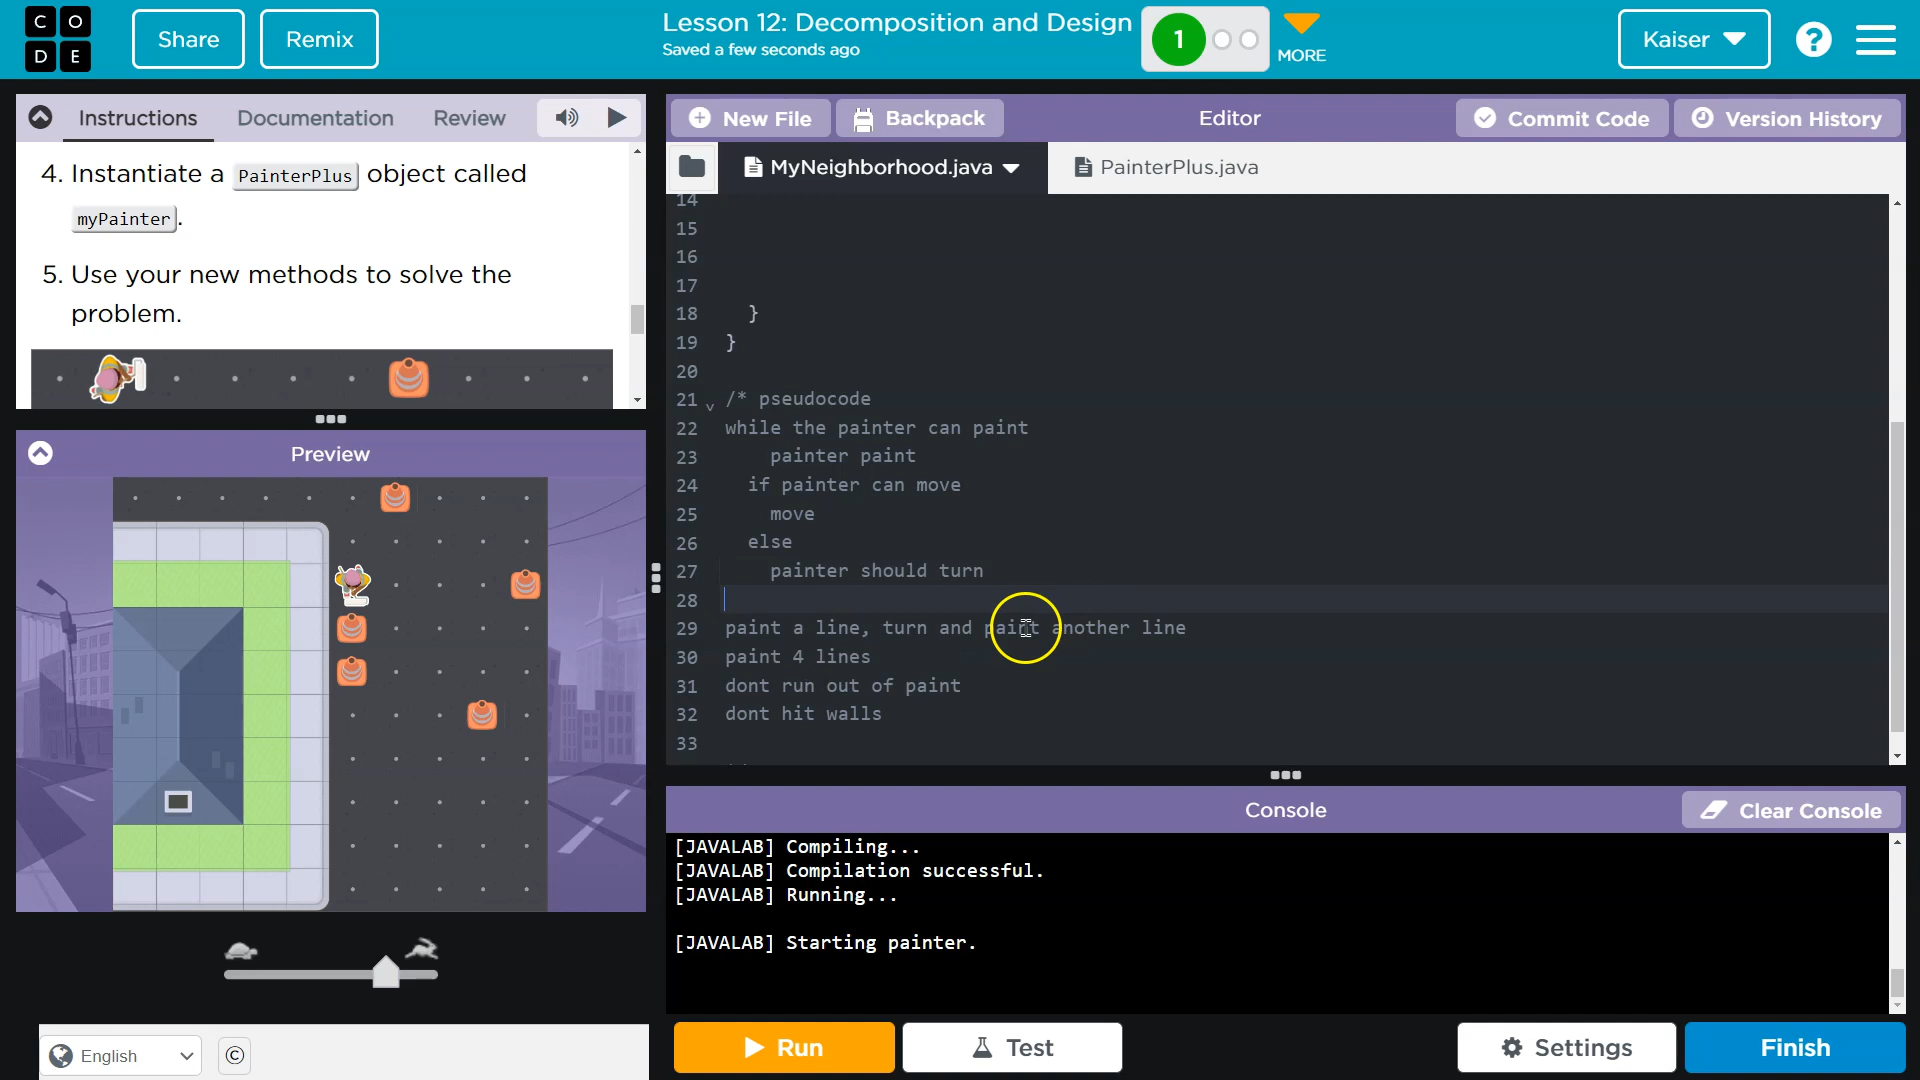 C O
D E
Share
Remix
Lesson 12: Decomposition and Design
Saved a few seconds ago
1
MORE
Kaiser
?
Instructions
Documentation
Review
New File
Backpack
Editor
Commit Code
Version History
MyNeighborhood.java
PainterPlus.java
4. Instantiate a PainterPlus object called
myPainter.
5. Use your new methods to solve the
problem.
Preview
14
15
16
17
18 }
19 }
20
21 /* pseudocode
22 while the painter can paint
23 painter paint
24 if painter can move
25 move
26 else
27 painter should turn
28
29 paint a line, turn and paint another line
30 paint 4 lines
31 dont run out of paint
32 dont hit walls
33
Console
Clear Console
[JAVALAB] Compiling...
[JAVALAB] Compilation successful.
[JAVALAB] Running...
[JAVALAB] Starting painter.
English
©
Run
Test
Settings
Finish